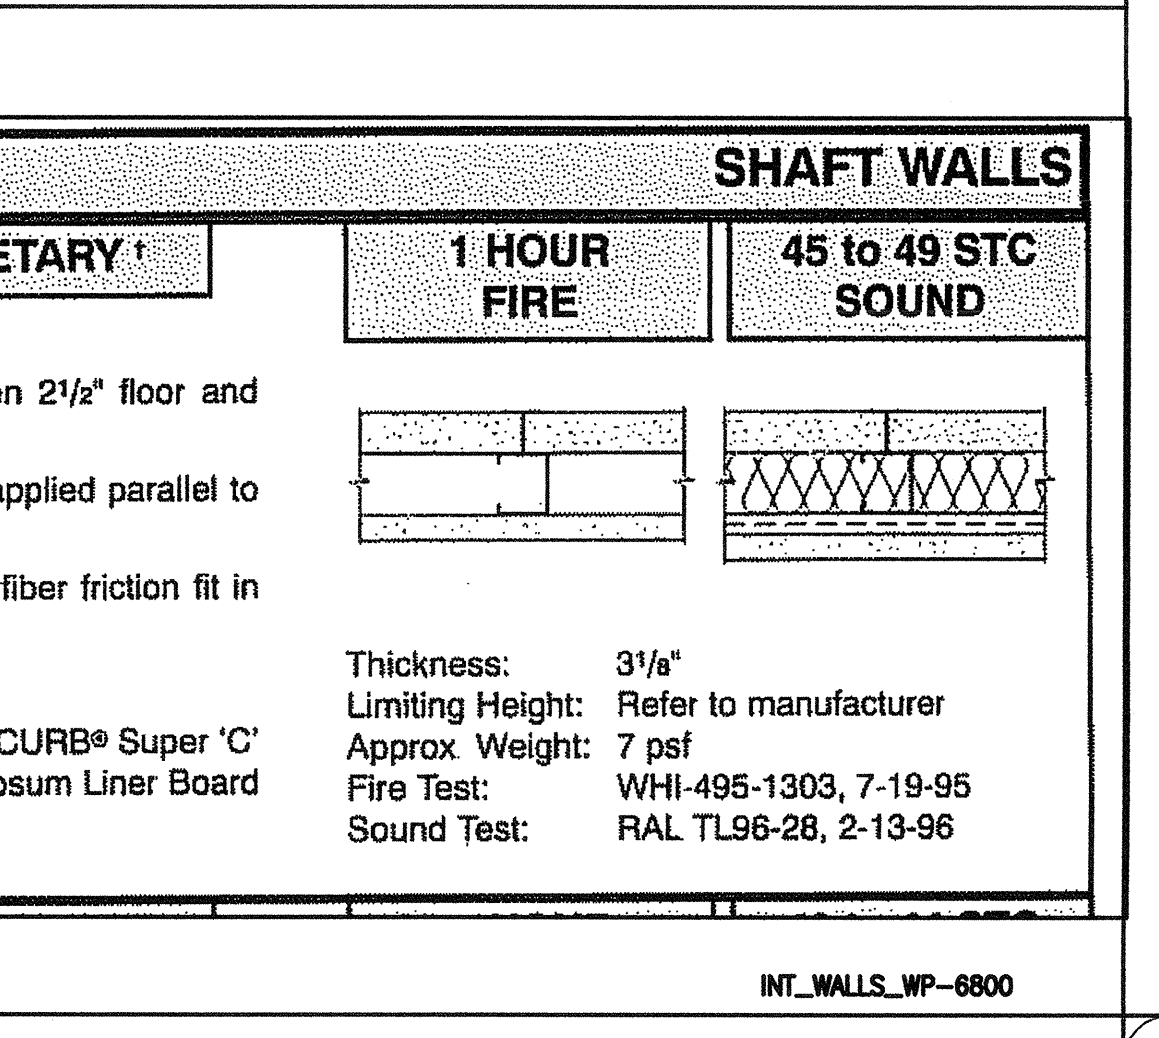 SHAFT WALLS
ETARY †
1 HOUR
FIRE
45 to 49 STC
SOUND
en 2½" floor and
applied parallel to
fiber friction fit in
CURB® Super 'C'
osum Liner Board
Thickness: 3⅛"
Limiting Height: Refer to manufacturer
Approx. Weight: 7 psf
Fire Test: WHI-495-1303, 7-19-95
Sound Test: RAL TL96-28, 2-13-96
INT_WALLS_WP-6800